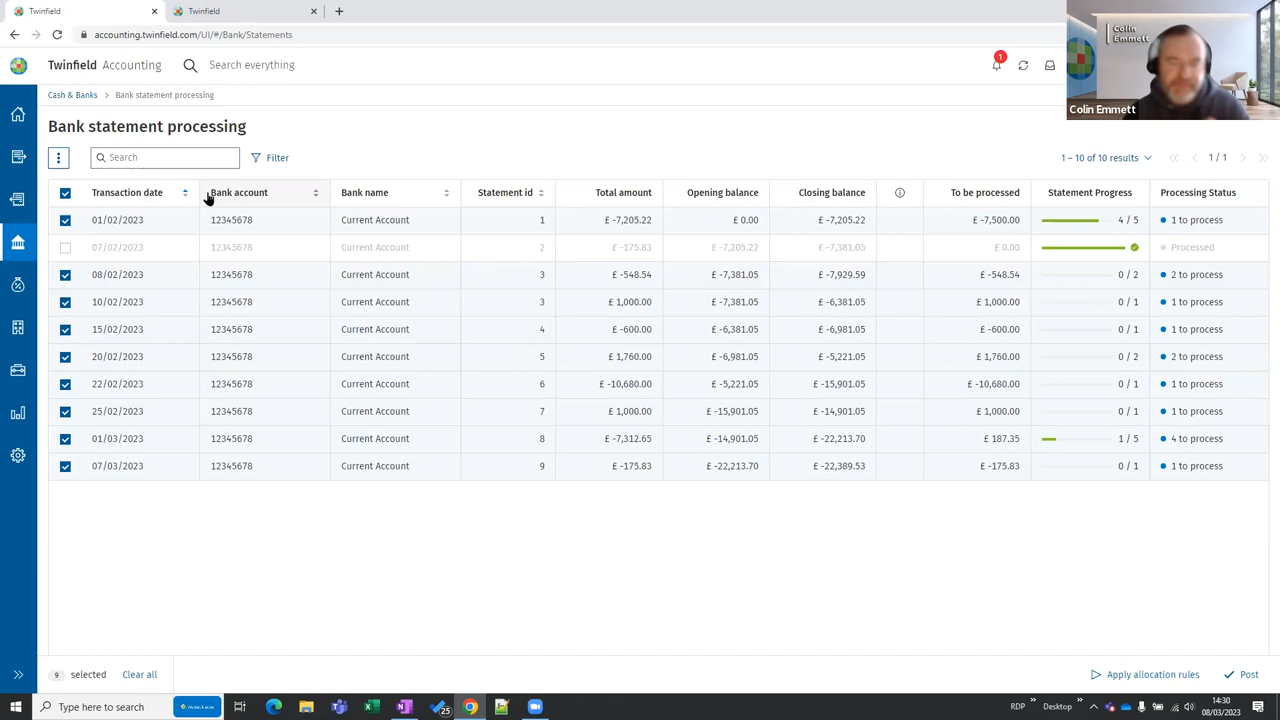 Twinfield
Twinfield
accounting.twinfield.com/UI/#/Bank/Statements
Colin
Emmett
Colin Emmett
Twinfield Accounting
Search everything
1
Cash & Banks > Bank statement processing
Bank statement processing
Search
Filter
1 – 10 of 10 results
1 / 1
Transaction date Bank account Bank name Statement id Total amount Opening balance Closing balance To be processed Statement Progress Processing Status
01/02/2023 12345678 Current Account 1 £ -7,205.22 £ 0.00 £ -7,205.22 £ -7,500.00 4 / 5 1 to process
07/02/2023 12345678 Current Account 2 £ -175.83 £ -7,205.22 £ -7,381.05 £ 0.00 Processed
08/02/2023 12345678 Current Account 3 £ -548.54 £ -7,381.05 £ -7,929.59 £ -548.54 0 / 2 2 to process
10/02/2023 12345678 Current Account 3 £ 1,000.00 £ -7,381.05 £ -6,381.05 £ 1,000.00 0 / 1 1 to process
15/02/2023 12345678 Current Account 4 £ -600.00 £ -6,381.05 £ -6,981.05 £ -600.00 0 / 1 1 to process
20/02/2023 12345678 Current Account 5 £ 1,760.00 £ -6,981.05 £ -5,221.05 £ 1,760.00 0 / 2 2 to process
22/02/2023 12345678 Current Account 6 £ -10,680.00 £ -5,221.05 £ -15,901.05 £ -10,680.00 0 / 1 1 to process
25/02/2023 12345678 Current Account 7 £ 1,000.00 £ -15,901.05 £ -14,901.05 £ 1,000.00 0 / 1 1 to process
01/03/2023 12345678 Current Account 8 £ -7,312.65 £ -14,901.05 £ -22,213.70 £ 187.35 1 / 5 4 to process
07/03/2023 12345678 Current Account 9 £ -175.83 £ -22,213.70 £ -22,389.53 £ -175.83 0 / 1 1 to process
9 selected Clear all
Apply allocation rules
Post
Type here to search
25
RDP
Desktop
14:30
08/03/2023